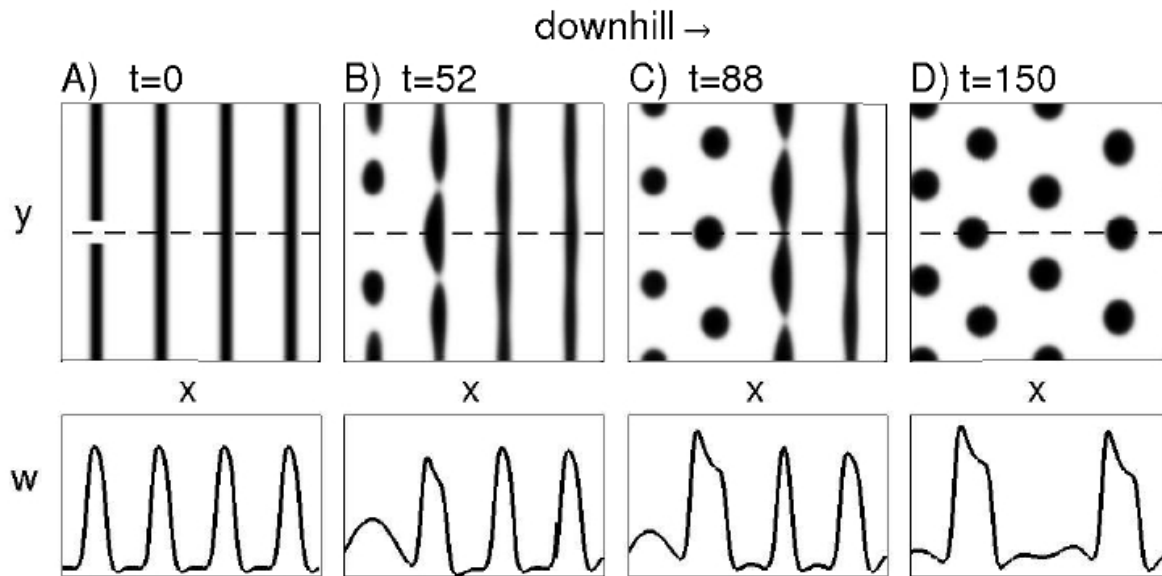 downhill →
A) t=0 B) t=52 C) t=88 D) t=150
y
x x x x
w